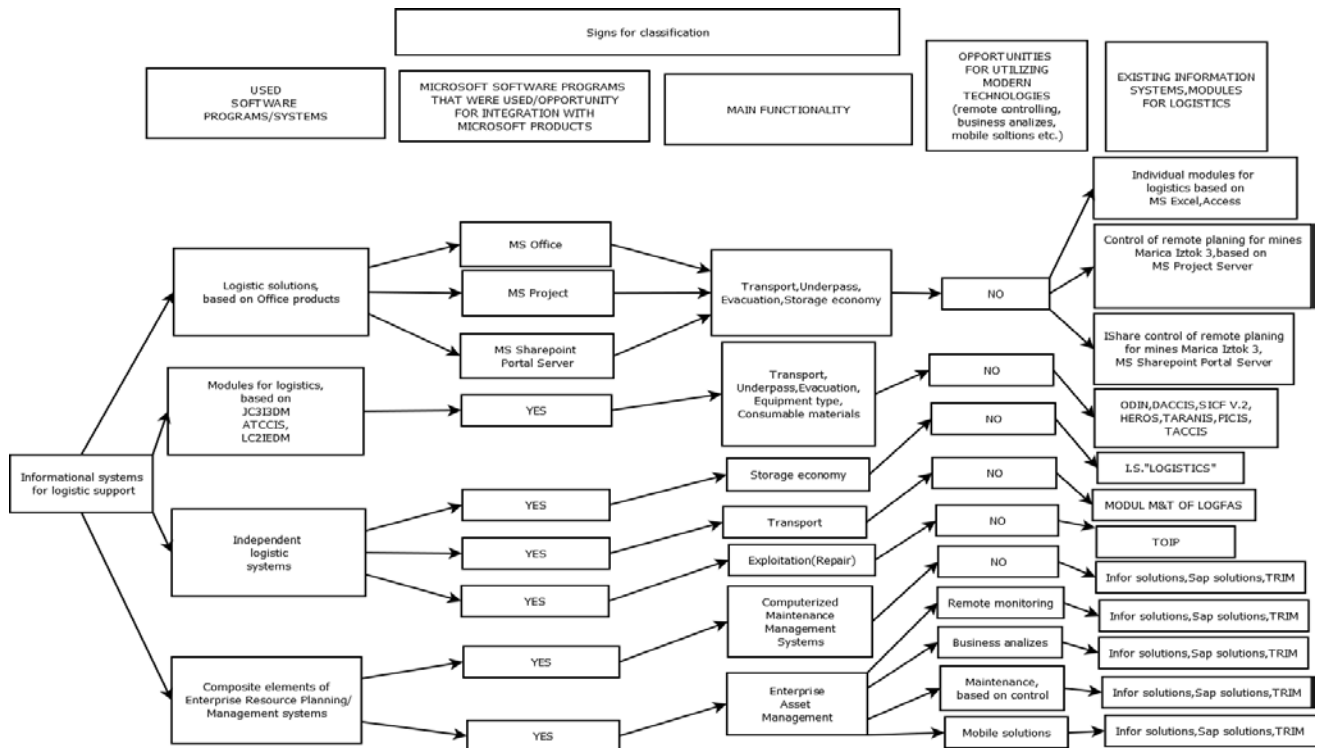 Signs for classification
USED
SOFTWARE
PROGRAMS/SYSTEMS
MICROSOFT SOFTWARE PROGRAMS
THAT WERE USED/OPPORTUNITY
FOR INTEGRATION WITH
MICROSOFT PRODUCTS
MAIN FUNCTIONALITY
OPPORTUNITIES
FOR UTILIZING
MODERN
TECHNOLOGIES
(remote controlling,
business analizes,
mobile soltions etc.)
EXISTING INFORMATION
SYSTEMS,MODULES
FOR LOGISTICS
Informational systems
for logistic support
Logistic solutions,
based on Office products
Modules for logistics,
based on
JC3I3DM
ATCCIS,
LC2IEDM
Independent
logistic
systems
Composite elements of
Enterprise Resource Planning/
Management systems
MS Office
MS Project
MS Sharepoint
Portal Server
YES
YES
YES
YES
YES
YES
Transport,Underpass,
Evacuation,Storage economy
Transport,
Underpass,Evacuation,
Equipment type,
Consumable materials
Storage economy
Transport
Exploitation(Repair)
Computerized
Maintenance
Management
Systems
Enterprise
Asset
Management
NO
NO
NO
NO
NO
NO
Remote monitoring
Business analizes
Maintenance,
based on control
Mobile solutions
Individual modules for
logistics based on
MS Excel,Access
Control of remote planing for mines
Marica Iztok 3,based on
MS Project Server
IShare control of remote planing
for mines Marica Iztok 3,
MS Sharepoint Portal Server
ODIN,DACCIS,SICF V.2,
HEROS,TARANIS,PICIS,
TACCIS
I.S."LOGISTICS"
MODUL M&T OF LOGFAS
TOIP
Infor solutions,Sap solutions,TRIM
Infor solutions,Sap solutions,TRIM
Infor solutions,Sap solutions,TRIM
Infor solutions,Sap solutions,TRIM
Infor solutions,Sap solutions,TRIM